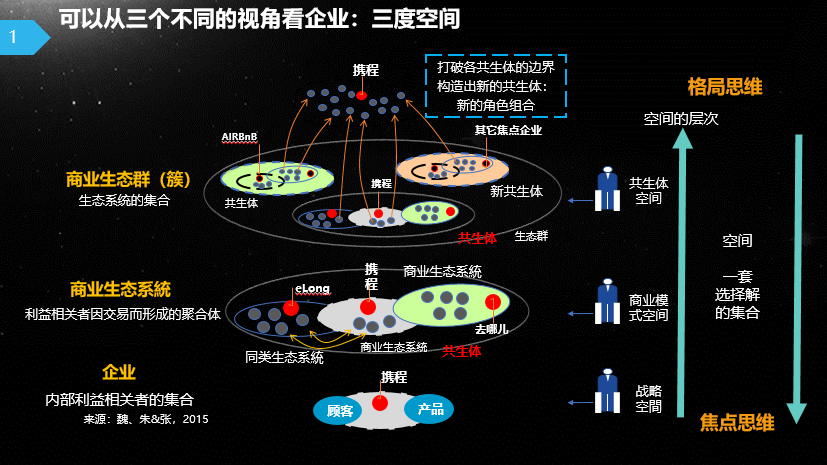 1
可以从三个不同的视角看企业：三度空间
携程
打破各共生体的边界
构造出新的共生体：
新的角色组合
格局思维
空间的层次
AIRBnB
其它焦点企业
商业生态群（簇）
生态系统的集合
共生体
携程
新共生体
共生体
生态群
共生体
空间
空间
一套
选择解
的集合
商业生态系統
利益相关者因交易而形成的聚合体
eLong
携
程
商业生态系统
去哪儿
同类生态系統
商业生态系统
共生体
商业模
式空间
企业
内部利益相关者的集合
来源：魏、朱&张，2015
携程
顾客
产品
战略
空間
焦点思维